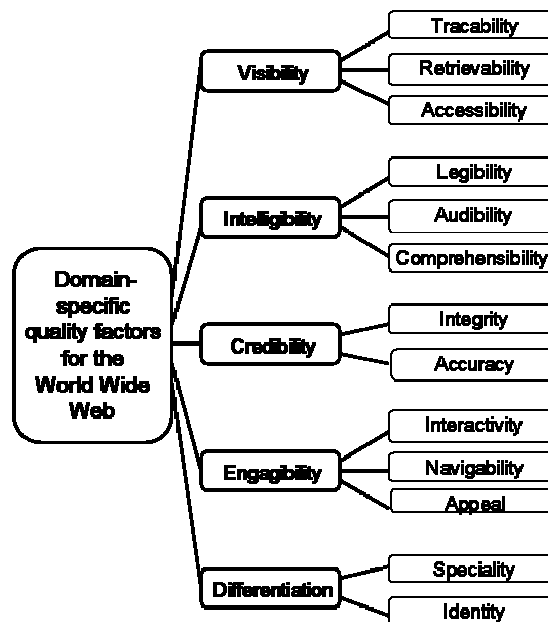 Domain-
specific
quality factors
for the
World Wide
Web
Visibility
Tracability
Retrievability
Accessibility
Intelligibility
Legibility
Audibility
Comprehensibility
Credibility
Integrity
Accuracy
Engagibility
Interactivity
Navigability
Appeal
Differentiation
Speciality
Identity